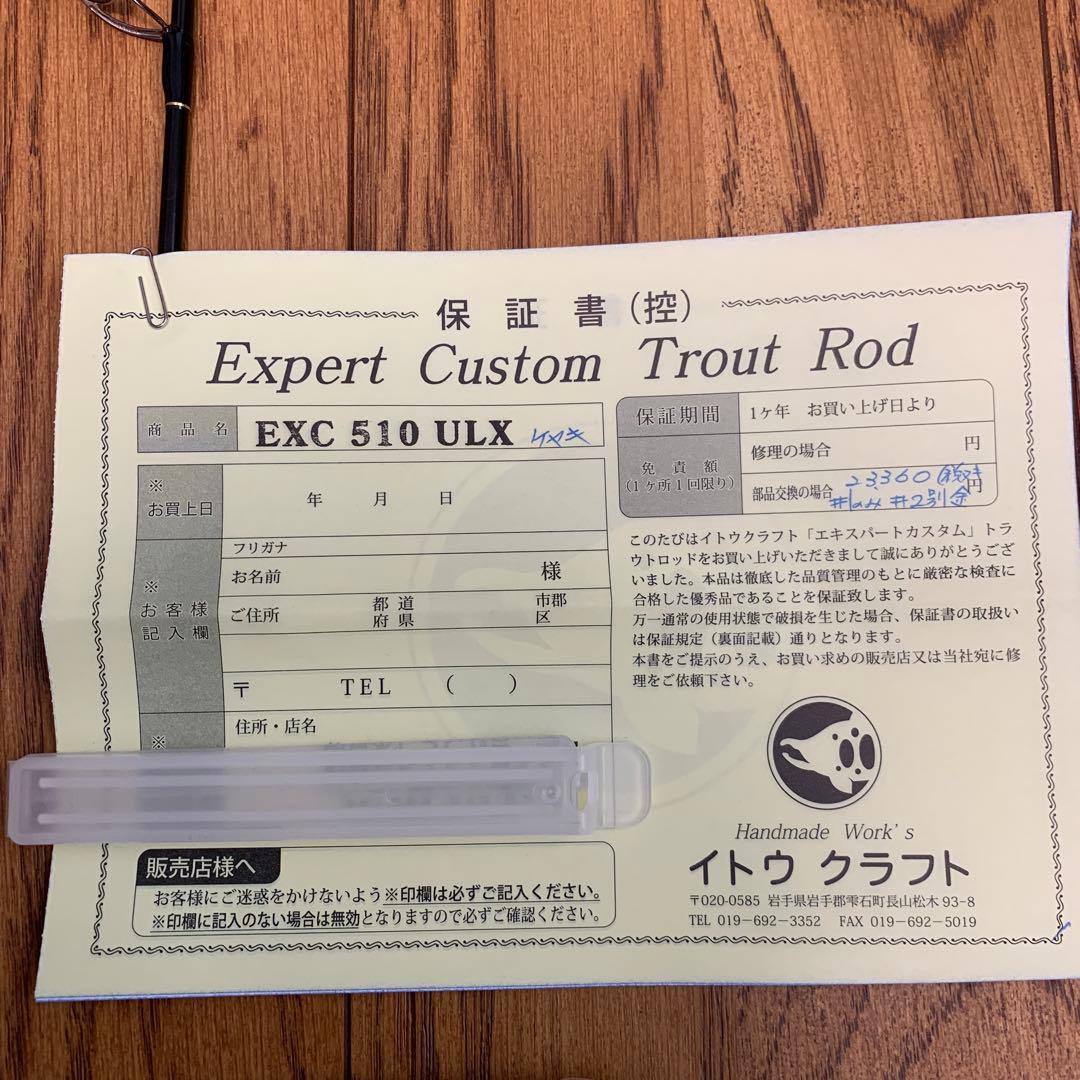 保証書（控）
Expert Custom Trout Rod
商品名 EXC 510 ULX ケヤキ
保証期間 1ヶ年 お買い上げ日より
免責額
（1ヶ所1回限り）
修理の場合 円
部品交換の場合 23360(税抜き 円
#1のみ #2別途
※
お買上日
年 月 日
※
お客様
記入欄
フリガナ
お名前 様
ご住所 都道 市郡
府県 区
〒 TEL （ ）
※
住所・店名
このたびはイトウクラフト「エキスパートカスタム」トラ
ウトロッドをお買い上げいただきまして誠にありがとうござ
いました。本品は徹底した品質管理のもとに厳密な検査に
合格した優秀品であることを保証致します。
万一通常の使用状態で破損を生じた場合、保証書の取扱い
は保証規定（裏面記載）通りとなります。
本書をご提示のうえ、お買い求めの販売店又は当社宛に修
理をご依頼下さい。
販売店様へ
お客様にご迷惑をかけないよう※印欄は必ずご記入ください。
※印欄に記入のない場合は無効となりますので必ずご確認ください。
Handmade Work's
イトウ クラフト
〒020-0585 岩手県岩手郡雫石町長山松木 93-8
TEL 019-692-3352 FAX 019-692-5019